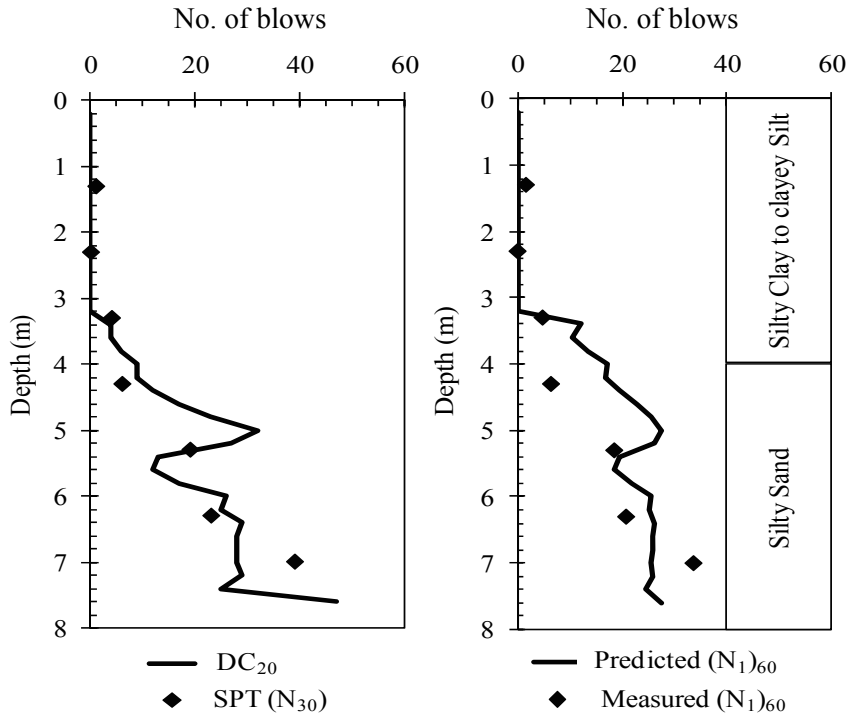 No. of blows
0 20 40 60
0
1
2
3
4
5
6
7
8
Depth (m)
DC20
SPT (N30)
No. of blows
0 20 40 60
0
1
2
3
4
5
6
7
8
Depth (m)
Silty Clay to clayey Silt
Silty Sand
Predicted (N1)60
Measured (N1)60